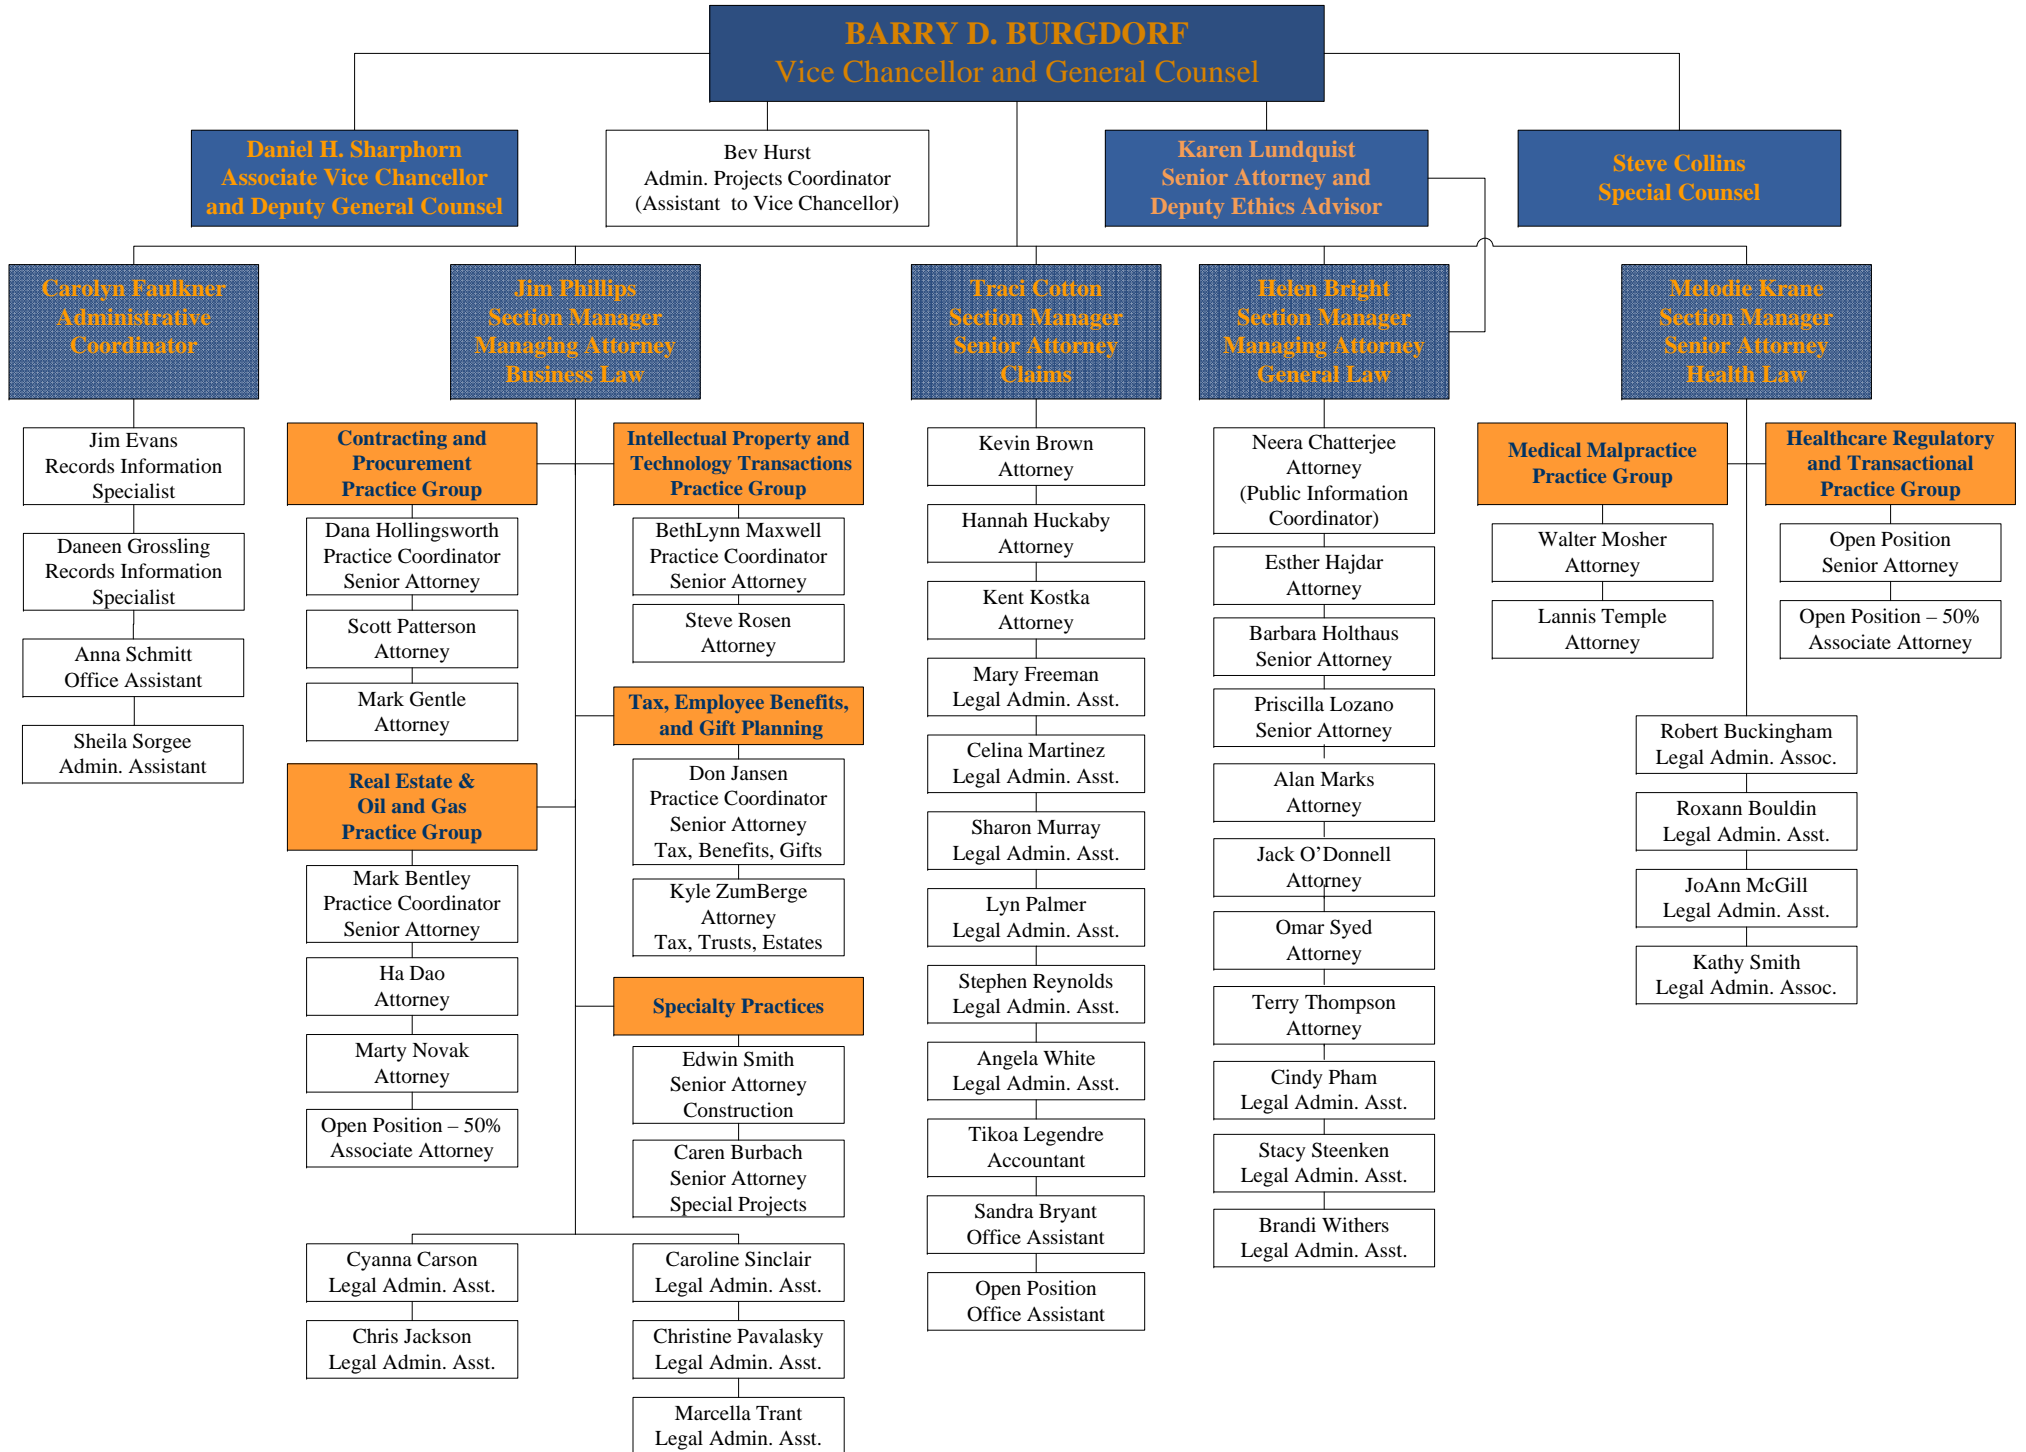 BARRY D. BURGDORF
Vice Chancellor and General Counsel
Daniel H. Sharphorn
Associate Vice Chancellor
and Deputy General Counsel
Bev Hurst
Admin. Projects Coordinator
(Assistant to Vice Chancellor)
Karen Lundquist
Senior Attorney and
Deputy Ethics Advisor
Steve Collins
Special Counsel
Carolyn Faulkner
Administrative
Coordinator
Jim Evans
Records Information
Specialist
Daneen Grossling
Records Information
Specialist
Anna Schmitt
Office Assistant
Sheila Sorgee
Admin. Assistant
Jim Phillips
Section Manager
Managing Attorney
Business Law
Contracting and
Procurement
Practice Group
Dana Hollingsworth
Practice Coordinator
Senior Attorney
Scott Patterson
Attorney
Mark Gentle
Attorney
Real Estate &
Oil and Gas
Practice Group
Mark Bentley
Practice Coordinator
Senior Attorney
Ha Dao
Attorney
Marty Novak
Attorney
Open Position – 50%
Associate Attorney
Intellectual Property and
Technology Transactions
Practice Group
BethLynn Maxwell
Practice Coordinator
Senior Attorney
Steve Rosen
Attorney
Tax, Employee Benefits,
and Gift Planning
Don Jansen
Practice Coordinator
Senior Attorney
Tax, Benefits, Gifts
Kyle ZumBerge
Attorney
Tax, Trusts, Estates
Specialty Practices
Edwin Smith
Senior Attorney
Construction
Caren Burbach
Senior Attorney
Special Projects
Cyanna Carson
Legal Admin. Asst.
Chris Jackson
Legal Admin. Asst.
Caroline Sinclair
Legal Admin. Asst.
Christine Pavalasky
Legal Admin. Asst.
Marcella Trant
Legal Admin. Asst.
Traci Cotton
Section Manager
Senior Attorney
Claims
Kevin Brown
Attorney
Hannah Huckaby
Attorney
Kent Kostka
Attorney
Mary Freeman
Legal Admin. Asst.
Celina Martinez
Legal Admin. Asst.
Sharon Murray
Legal Admin. Asst.
Lyn Palmer
Legal Admin. Asst.
Stephen Reynolds
Legal Admin. Asst.
Angela White
Legal Admin. Asst.
Tikoa Legendre
Accountant
Sandra Bryant
Office Assistant
Open Position
Office Assistant
Helen Bright
Section Manager
Managing Attorney
General Law
Neera Chatterjee
Attorney
(Public Information
Coordinator)
Esther Hajdar
Attorney
Barbara Holthaus
Senior Attorney
Priscilla Lozano
Senior Attorney
Alan Marks
Attorney
Jack O’Donnell
Attorney
Omar Syed
Attorney
Terry Thompson
Attorney
Cindy Pham
Legal Admin. Asst.
Stacy Steenken
Legal Admin. Asst.
Brandi Withers
Legal Admin. Asst.
Melodie Krane
Section Manager
Senior Attorney
Health Law
Medical Malpractice
Practice Group
Walter Mosher
Attorney
Lannis Temple
Attorney
Healthcare Regulatory
and Transactional
Practice Group
Open Position
Senior Attorney
Open Position – 50%
Associate Attorney
Robert Buckingham
Legal Admin. Assoc.
Roxann Bouldin
Legal Admin. Asst.
JoAnn McGill
Legal Admin. Asst.
Kathy Smith
Legal Admin. Assoc.